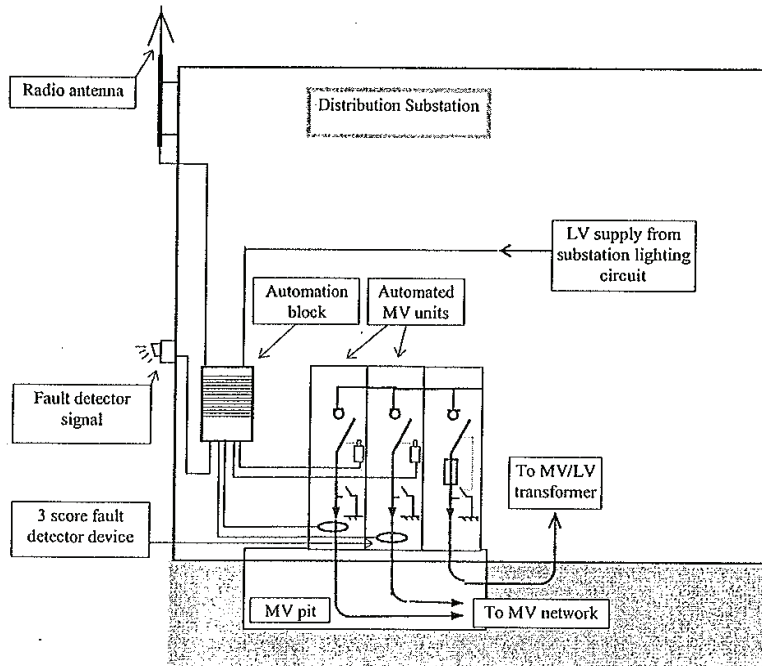 Radio antenna
Distribution Substation
LV supply from
substation lighting
circuit
Automation
block
Automated
MV units
Fault detector
signal
To MV/LV
transformer
3 score fault
detector device
MV pit
To MV network